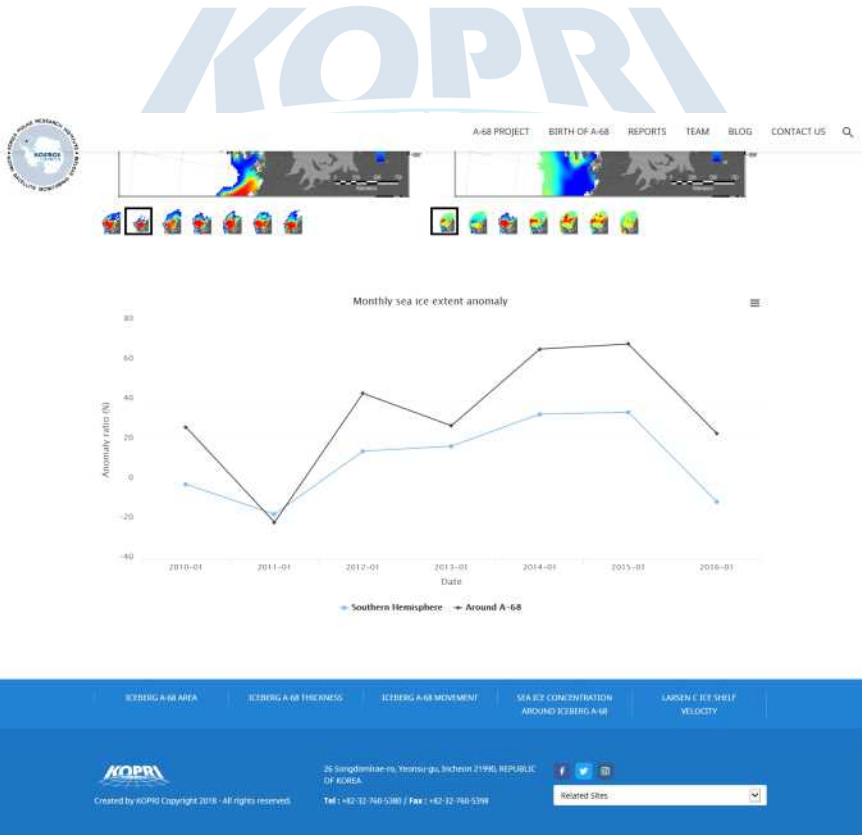 KOPRI
A-68 PROJECT BIRTH OF A-68 REPORTS TEAM BLOG CONTACT US
Monthly sea ice extent anomaly
80
60
40
20
0
-20
-40
Anomaly ratio (%)
2010-01 2011-01 2012-01 2013-01 2014-01 2015-01 2016-01
Date
Southern Hemisphere Around A-68
ICEBERG A-68 AREA ICEBERG A-68 THICKNESS ICEBERG A-68 MOVEMENT SEA ICE CONCENTRATION LARSEN C ICE SHELF
AROUND ICEBERG A-68 VELOCITY
KOPRI
26 Songdomirae-ro, Yeonsu-gu, Incheon 21990, REPUBLIC
OF KOREA
Created by KOPRI Copyright 2018 - All rights reserved.
Tel : +82-32-760-5380 / Fax : +82-32-760-5398
Related Sites